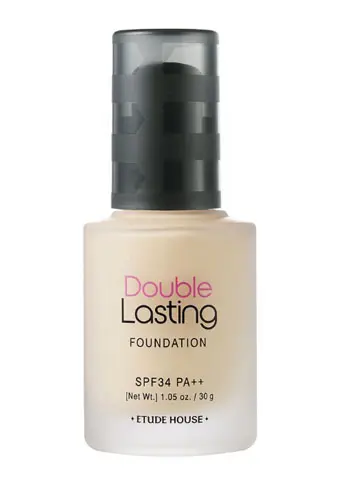 Double
Lasting
FOUNDATION
SPF34 PA++
[Net Wt.] 1.05 oz. / 30 g
• ETUDE HOUSE •